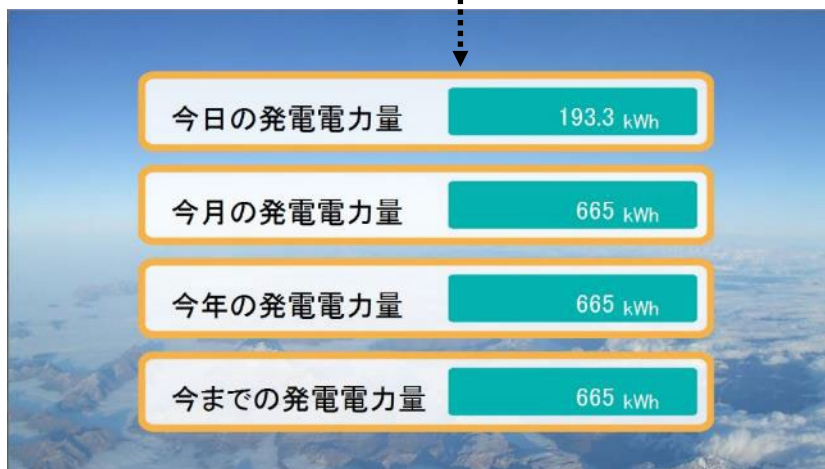 今日の発電電力量 193.3 kWh
今月の発電電力量 665 kWh
今年の発電電力量 665 kWh
今までの発電電力量 665 kWh